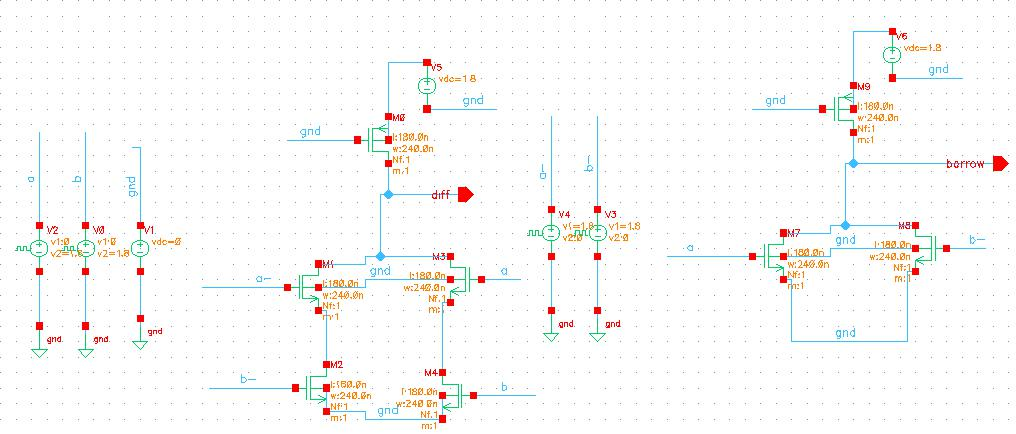 V6
vdc=1.8
gnd
V5
vdc=1.8
gnd
M9
gnd
l:180.0n
w:240.0n
Nf:1
m:1
M0
gnd
l:180.0n
w:240.0n
Nf:1
m:1
borrow
a
b
gnd
diff
a-
b-
V2
v1:0
v2=1.8
V0
v1:0
v2=1.8
V1
vdc=0
V4
v1=1.8
v2:0
V3
v1=1.8
v2:0
M7
a
l:180.0n
w:240.0n
Nf:1
m:1
gnd
M8
b-
l:180.0n
w:240.0n
Nf:1
m:1
M1
a-
l:180.0n
w:240.0n
Nf:1
m:1
gnd
M3
a
l:180.0n
w:240.0n
Nf:1
m:1
gnd
gnd
gnd
gnd
gnd
gnd
M2
b-
l:180.0n
w:240.0n
Nf:1
m:1
gnd
M4
b
l:180.0n
w:240.0n
Nf:1
m:1